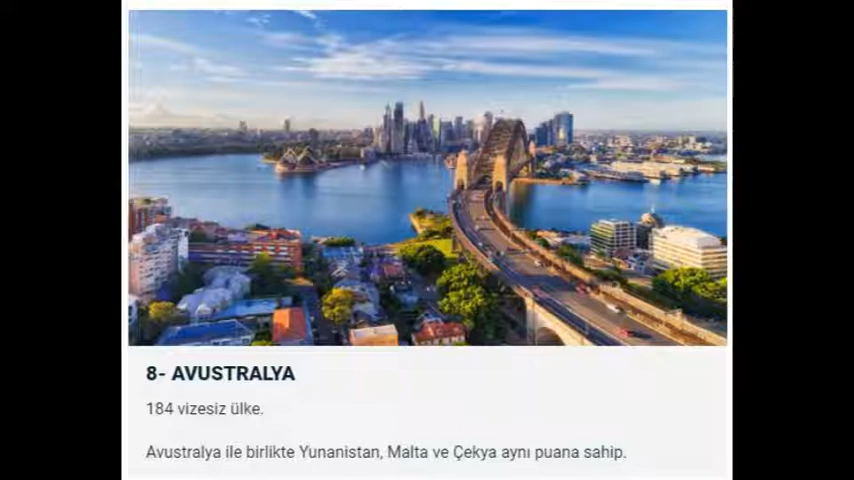 8- AVUSTRALYA
184 vizesiz ülke.
Avustralya ile birlikte Yunanistan, Malta ve Çekya aynı puana sahip.